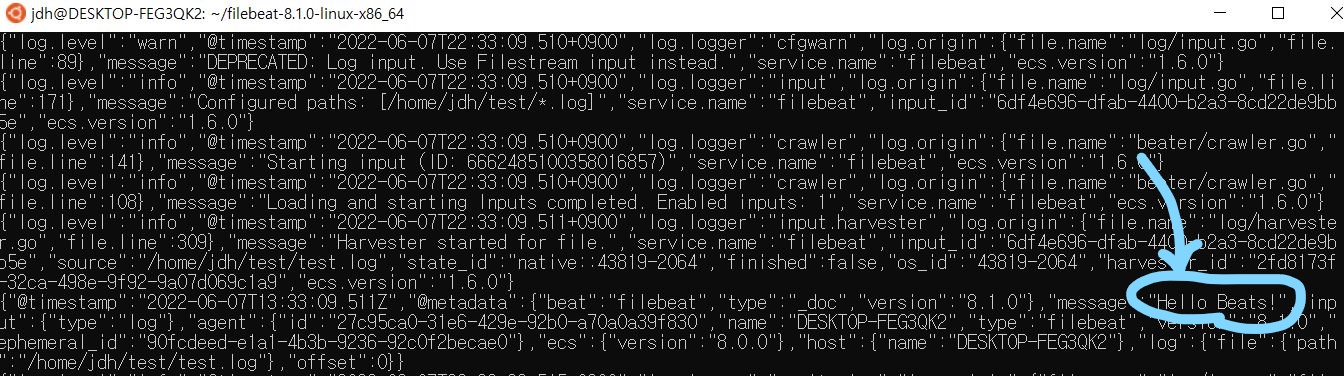 jdh@DESKTOP-FEG3QK2: ~/filebeat-8.1.0-linux-x86_64
{"log.level":"warn","@timestamp":"2022-06-07T22:33:09.510+0900","log.logger":"cfgwarn","log.origin":{"file.name":"log/input.go","file.
line":89},"message":"DEPRECATED: Log input. Use Filestream input instead.","service.name":"filebeat","ecs.version":"1.6.0"}
{"log.level":"info","@timestamp":"2022-06-07T22:33:09.510+0900","log.logger":"input","log.origin":{"file.name":"log/input.go","file.li
ne":171},"message":"Configured paths: [/home/jdh/test/*.log]","service.name":"filebeat","input_id":"6df4e696-dfab-4400-b2a3-8cd22de9bb
5e","ecs.version":"1.6.0"}
{"log.level":"info","@timestamp":"2022-06-07T22:33:09.510+0900","log.logger":"crawler","log.origin":{"file.name":"beater/crawler.go","
file.line":141},"message":"Starting input (ID: 6662485100358016857)","service.name":"filebeat","ecs.version":"1.6.0"}
{"log.level":"info","@timestamp":"2022-06-07T22:33:09.510+0900","log.logger":"crawler","log.origin":{"file.name":"beater/crawler.go","
file.line":108},"message":"Loading and starting Inputs completed. Enabled inputs: 1","service.name":"filebeat","ecs.version":"1.6.0"}
{"log.level":"info","@timestamp":"2022-06-07T22:33:09.511+0900","log.logger":"input.harvester","log.origin":{"file.name":"log/harveste
r.go","file.line":309},"message":"Harvester started for file.","service.name":"filebeat","input_id":"6df4e696-dfab-4400-b2a3-8cd22de9b
b5e","source":"/home/jdh/test/test.log","state_id":"native::43819-2064","finished":false,"os_id":"43819-2064","harvester_id":"2fd8173f
-52ca-498e-9f92-9a07d069c1a9","ecs.version":"1.6.0"}
{"@timestamp":"2022-06-07T13:33:09.511Z","@metadata":{"beat":"filebeat","type":"_doc","version":"8.1.0"},"message":"Hello Beats!","inp
ut":{"type":"log"},"agent":{"id":"27c95ca0-31e6-429e-92b0-a70a0a39f830","name":"DESKTOP-FEG3QK2","type":"filebeat","version":"8.1.0","
ephemeral_id":"90fcdeed-e1a1-4b3b-9236-92c0f2becae0"},"ecs":{"version":"8.0.0"},"host":{"name":"DESKTOP-FEG3QK2"},"log":{"file":{"path
":"/home/jdh/test/test.log"},"offset":0}}